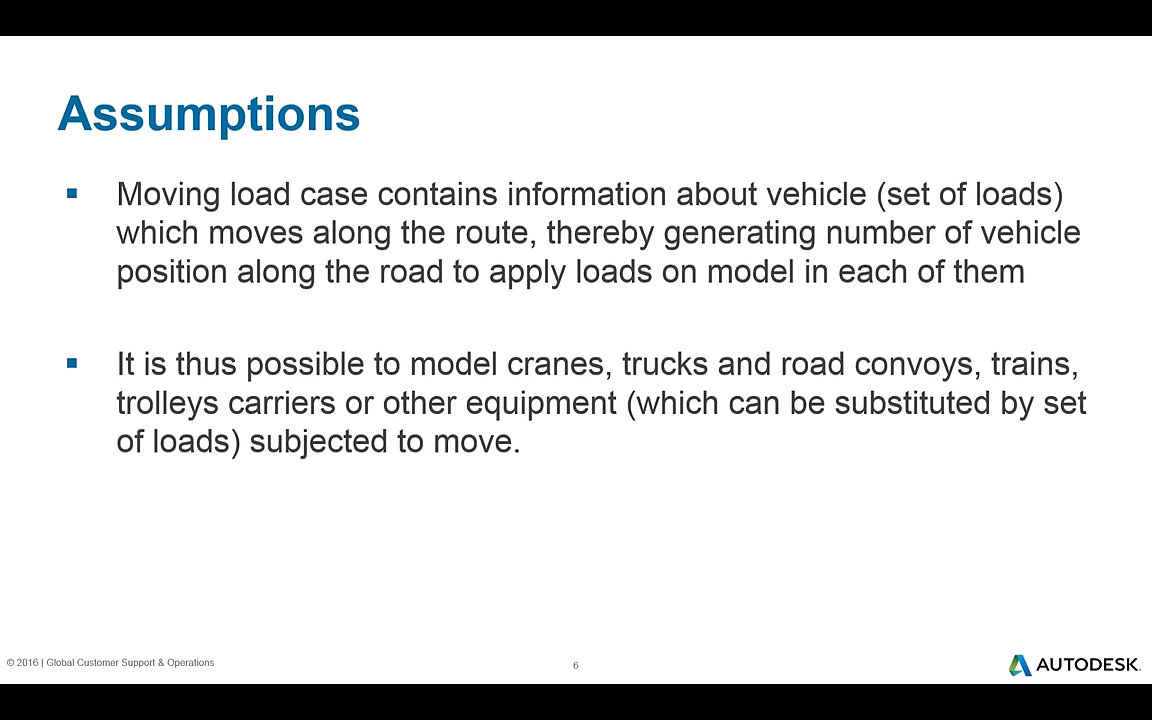 Assumptions
▪ Moving load case contains information about vehicle (set of loads)
which moves along the route, thereby generating number of vehicle
position along the road to apply loads on model in each of them
▪ It is thus possible to model cranes, trucks and road convoys, trains,
trolleys carriers or other equipment (which can be substituted by set
of loads) subjected to move.
© 2016 | Global Customer Support & Operations
6
AUTODESK.